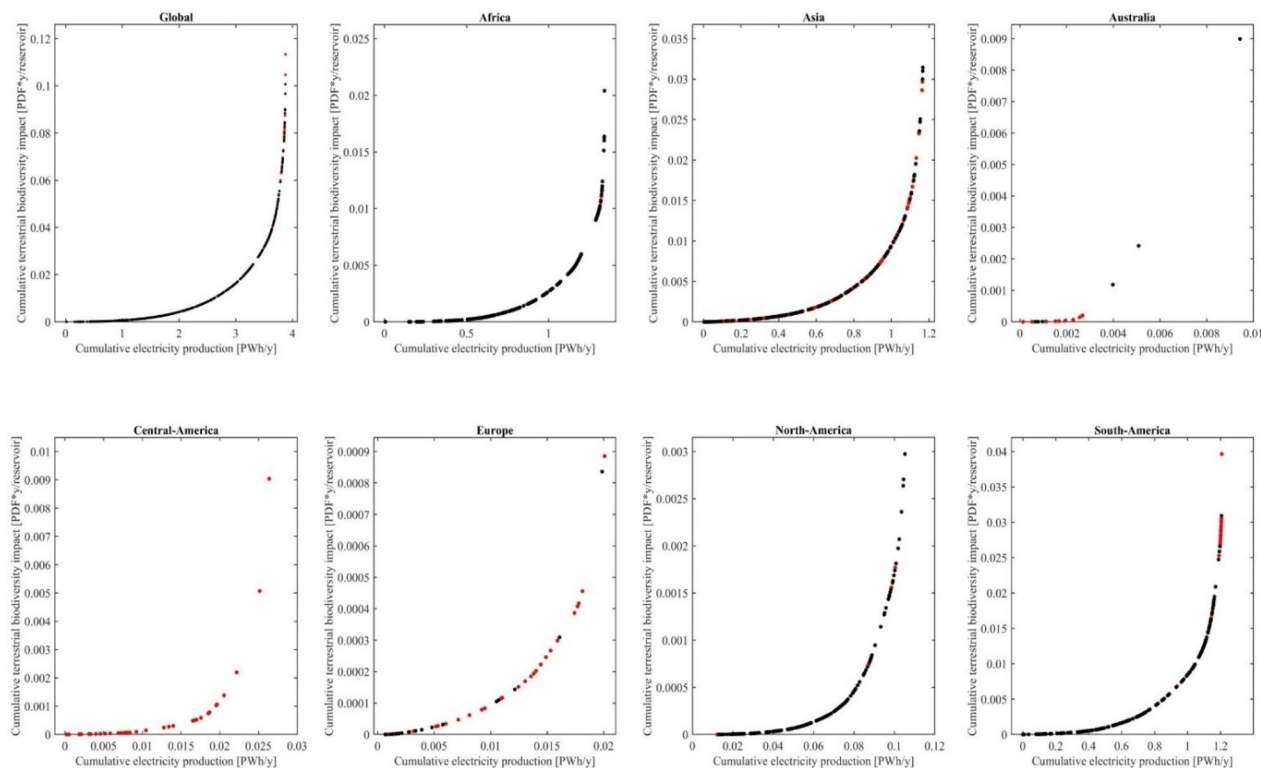 Global
Cumulative terrestrial biodiversity impact [PDF*y/reservoir]
0.12
0.1
0.08
0.06
0.04
0.02
0
0 1 2 3 4
Cumulative electricity production [PWh/y]
Africa
Cumulative terrestrial biodiversity impact [PDF*y/reservoir]
0.025
0.02
0.015
0.01
0.005
0
0 0.5 1
Cumulative electricity production [PWh/y]
Asia
Cumulative terrestrial biodiversity impact [PDF*y/reservoir]
0.035
0.03
0.025
0.02
0.015
0.01
0.005
0
0 0.2 0.4 0.6 0.8 1 1.2
Cumulative electricity production [PWh/y]
Australia
Cumulative terrestrial biodiversity impact [PDF*y/reservoir]
0.009
0.008
0.007
0.006
0.005
0.004
0.003
0.002
0.001
0
0 0.002 0.004 0.006 0.008 0.01
Cumulative electricity production [PWh/y]
Central-America
Cumulative terrestrial biodiversity impact [PDF*y/reservoir]
0.01
0.009
0.008
0.007
0.006
0.005
0.004
0.003
0.002
0.001
0
0 0.005 0.01 0.015 0.02 0.025 0.03
Cumulative electricity production [PWh/y]
Europe
Cumulative terrestrial biodiversity impact [PDF*y/reservoir]
0.0009
0.0008
0.0007
0.0006
0.0005
0.0004
0.0003
0.0002
0.0001
0
0 0.005 0.01 0.015 0.02
Cumulative electricity production [PWh/y]
North-America
Cumulative terrestrial biodiversity impact [PDF*y/reservoir]
0.003
0.0025
0.002
0.0015
0.001
0.0005
0
0 0.02 0.04 0.06 0.08 0.1 0.12
Cumulative electricity production [PWh/y]
South-America
Cumulative terrestrial biodiversity impact [PDF*y/reservoir]
0.04
0.03
0.02
0.01
0.005
0
0 0.2 0.4 0.6 0.8 1 1.2
Cumulative electricity production [PWh/y]